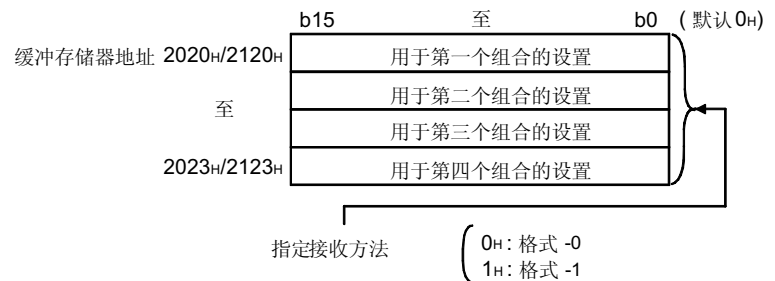 b15 至 b0 ( 默认 0H)
缓冲存储器地址 2020H/2120H 用于第一个组合的设置
用于第二个组合的设置
至
用于第三个组合的设置
2023H/2123H 用于第四个组合的设置
指定接收方法
0H : 格式 -0
1H : 格式 -1